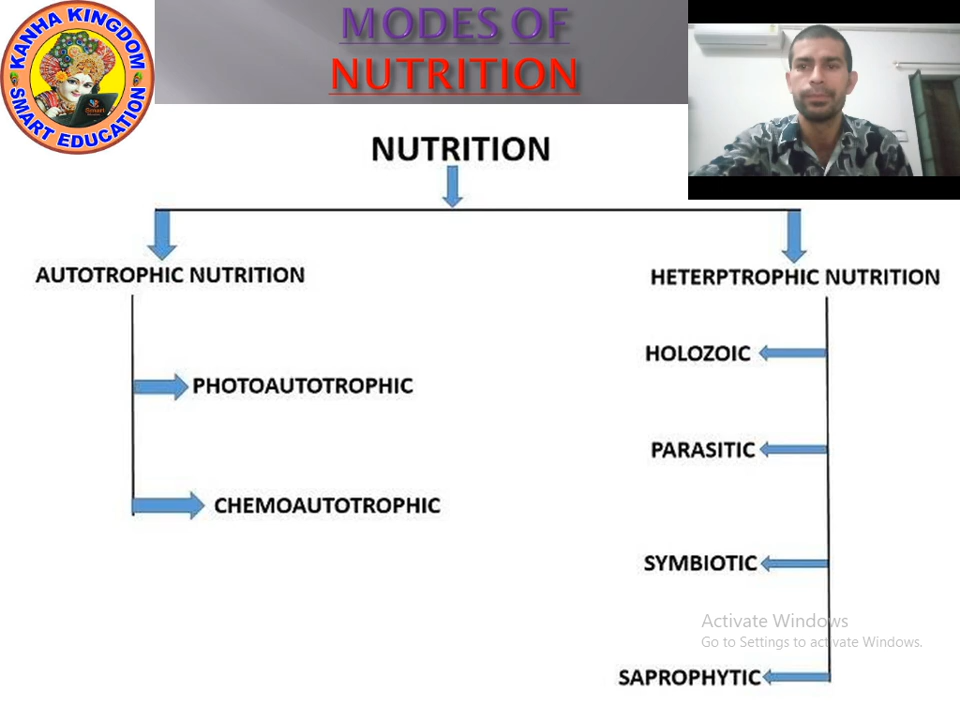 KANHA KINGDOM
SMART EDUCATION
MODES OF
NUTRITION
NUTRITION
AUTOTROPHIC NUTRITION
HETERPTROPHIC NUTRITION
HOLOZOIC
PHOTOAUTOTROPHIC
PARASITIC
CHEMOAUTOTROPHIC
SYMBIOTIC
Activate Windows
Go to Settings to activate Windows.
SAPROPHYTIC